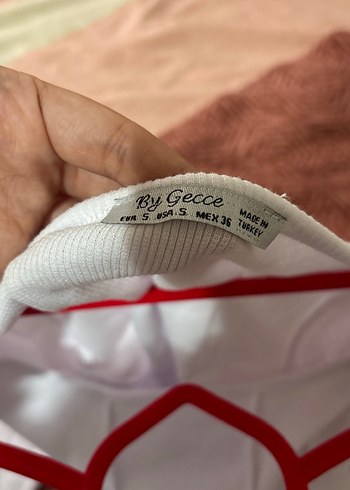 By Gecce
EUR S USA.S MEX 36
MADE IN
TURKEY